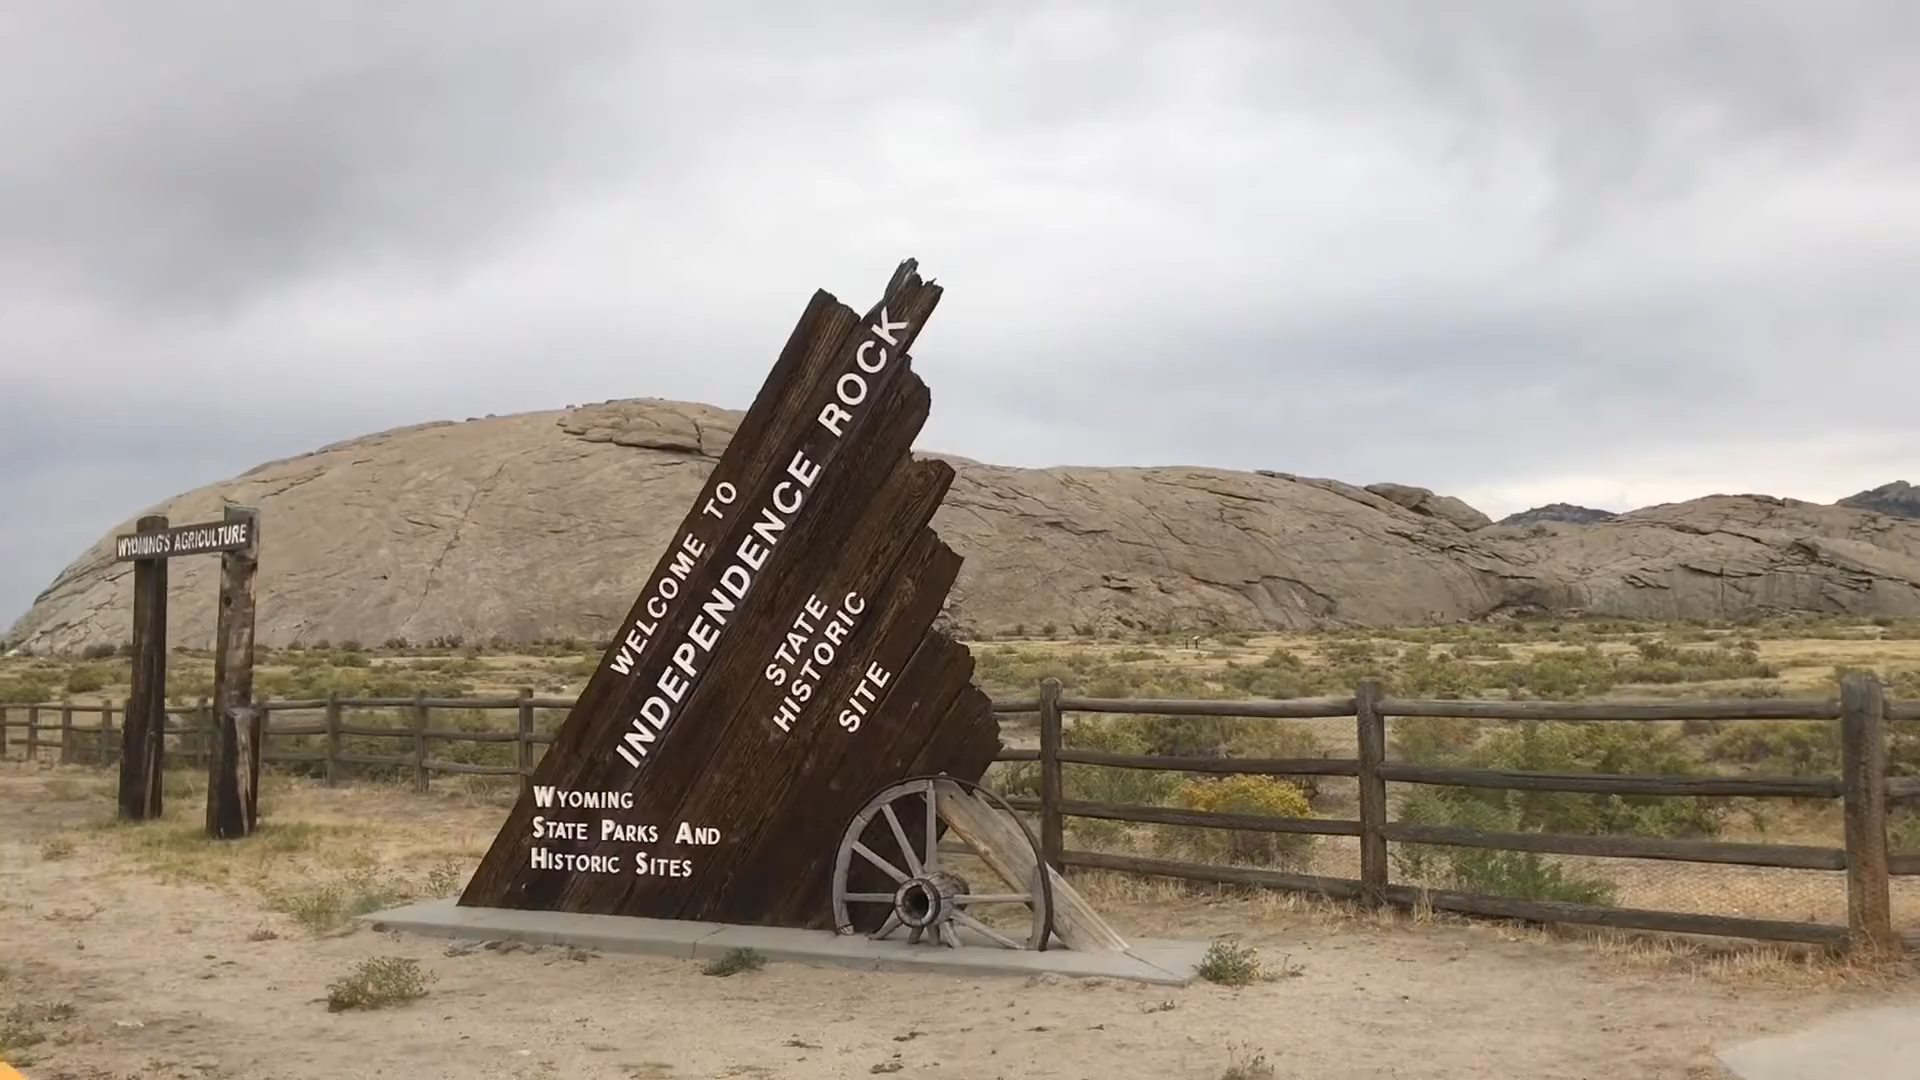 WYOMING'S AGRICULTURE
WELCOME TO
INDEPENDENCE ROCK
STATE
HISTORIC
SITE
WYOMING
STATE PARKS AND
HISTORIC SITES